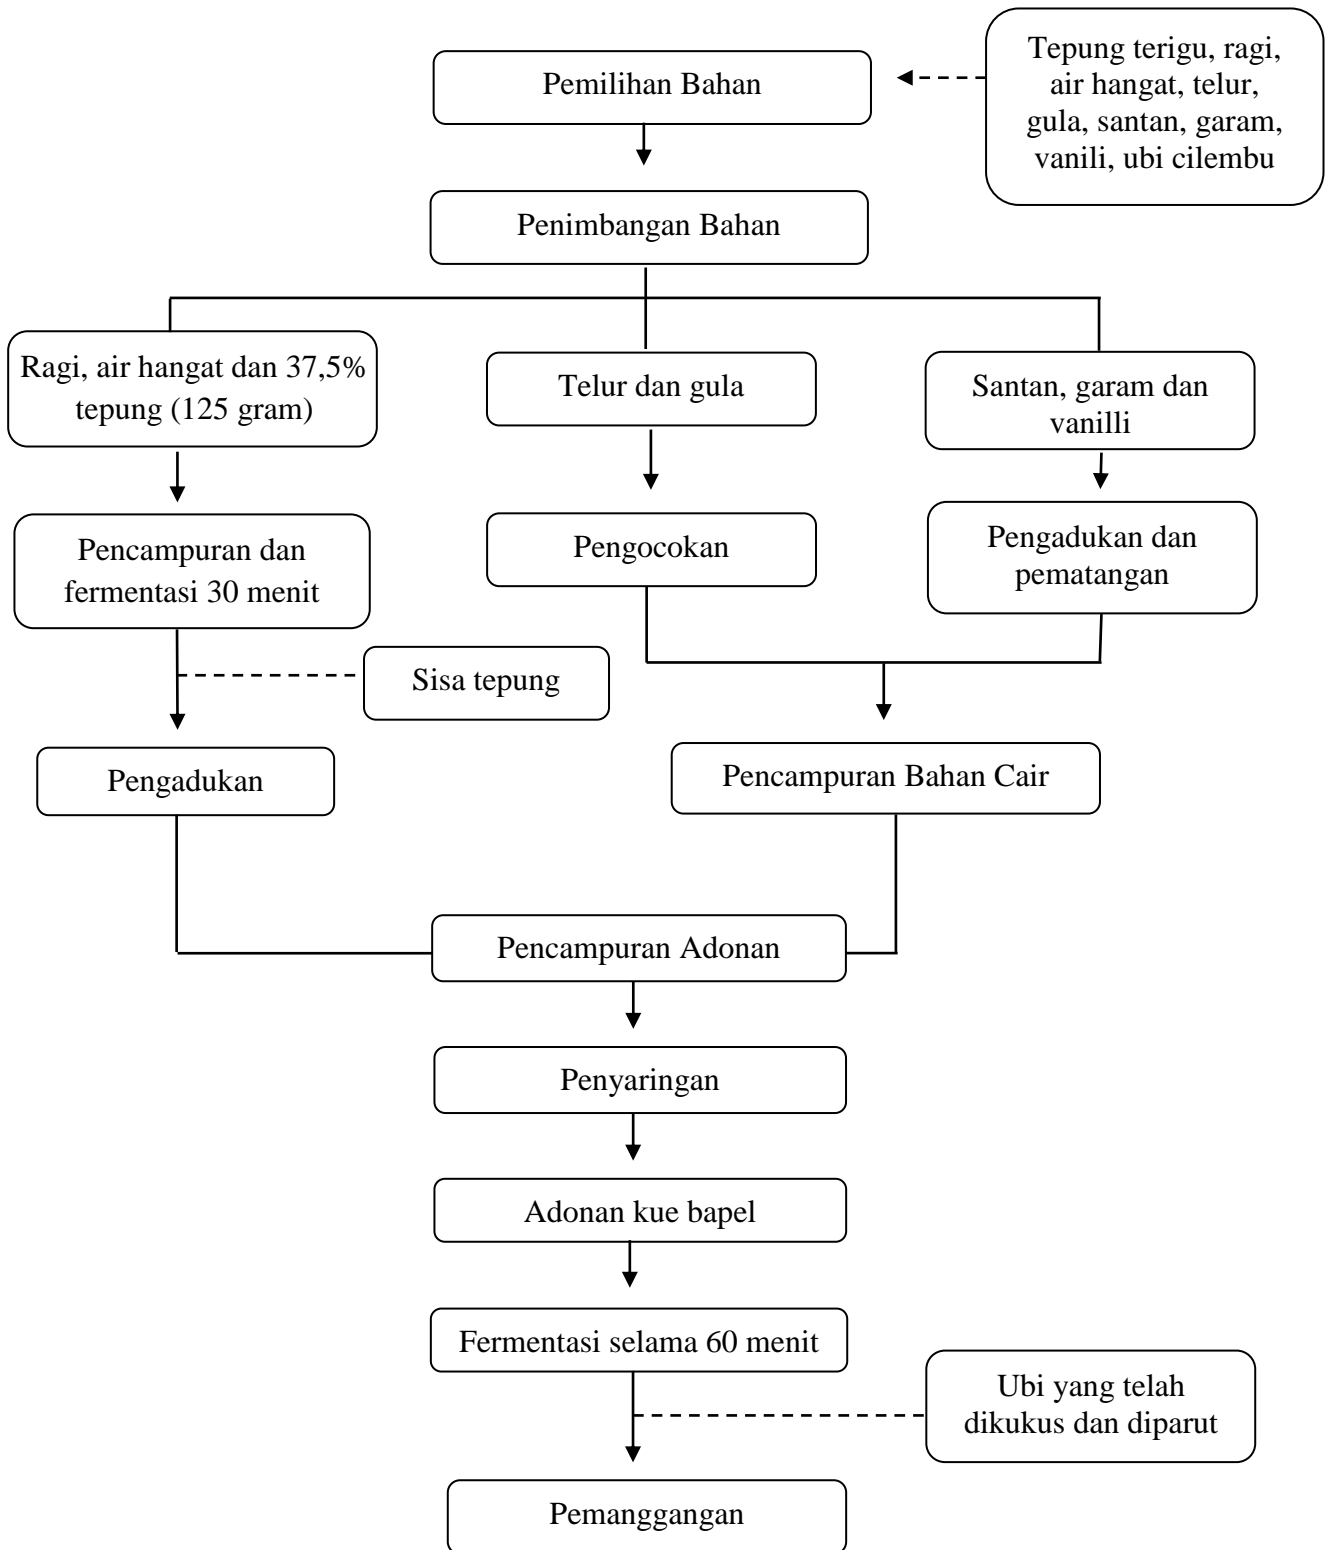 Pemilihan Bahan
Tepung terigu, ragi,
air hangat, telur,
gula, santan, garam,
vanili, ubi cilembu
Penimbangan Bahan
Ragi, air hangat dan 37,5%
tepung (125 gram)
Telur dan gula
Santan, garam dan
vanilli
Pencampuran dan
fermentasi 30 menit
Pengocokan
Pengadukan dan
pematangan
Sisa tepung
Pengadukan
Pencampuran Bahan Cair
Pencampuran Adonan
Penyaringan
Adonan kue bapel
Fermentasi selama 60 menit
Ubi yang telah
dikukus dan diparut
Pemanggangan